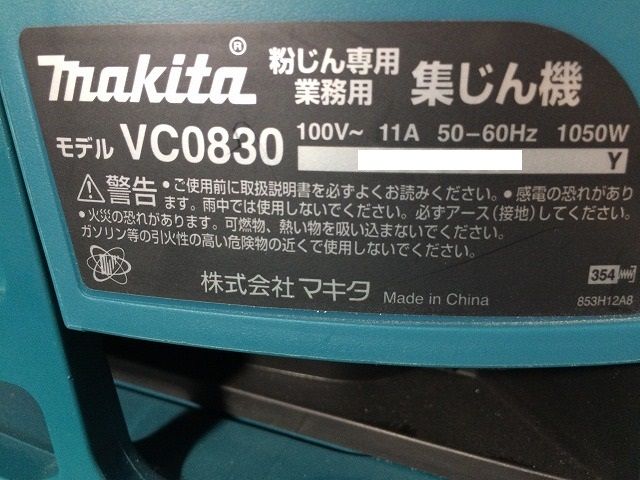 makita® 粉じん専用 業務用 集じん機
モデル VC0830 100V~ 11A 50-60Hz 1050W
Y
警告 ・ご使用前に取扱説明書を必ずよくお読みください。・感電の恐れがあり
ます。雨中では使用しないでください。必ずアース(接地)してください。
・火災の恐れがあります。可燃物、熱い物を吸い込まないでください。
ガソリン等の引火性の高い危険物の近くで使用しないでください。
株式会社マキタ Made in China
354
853H12A8